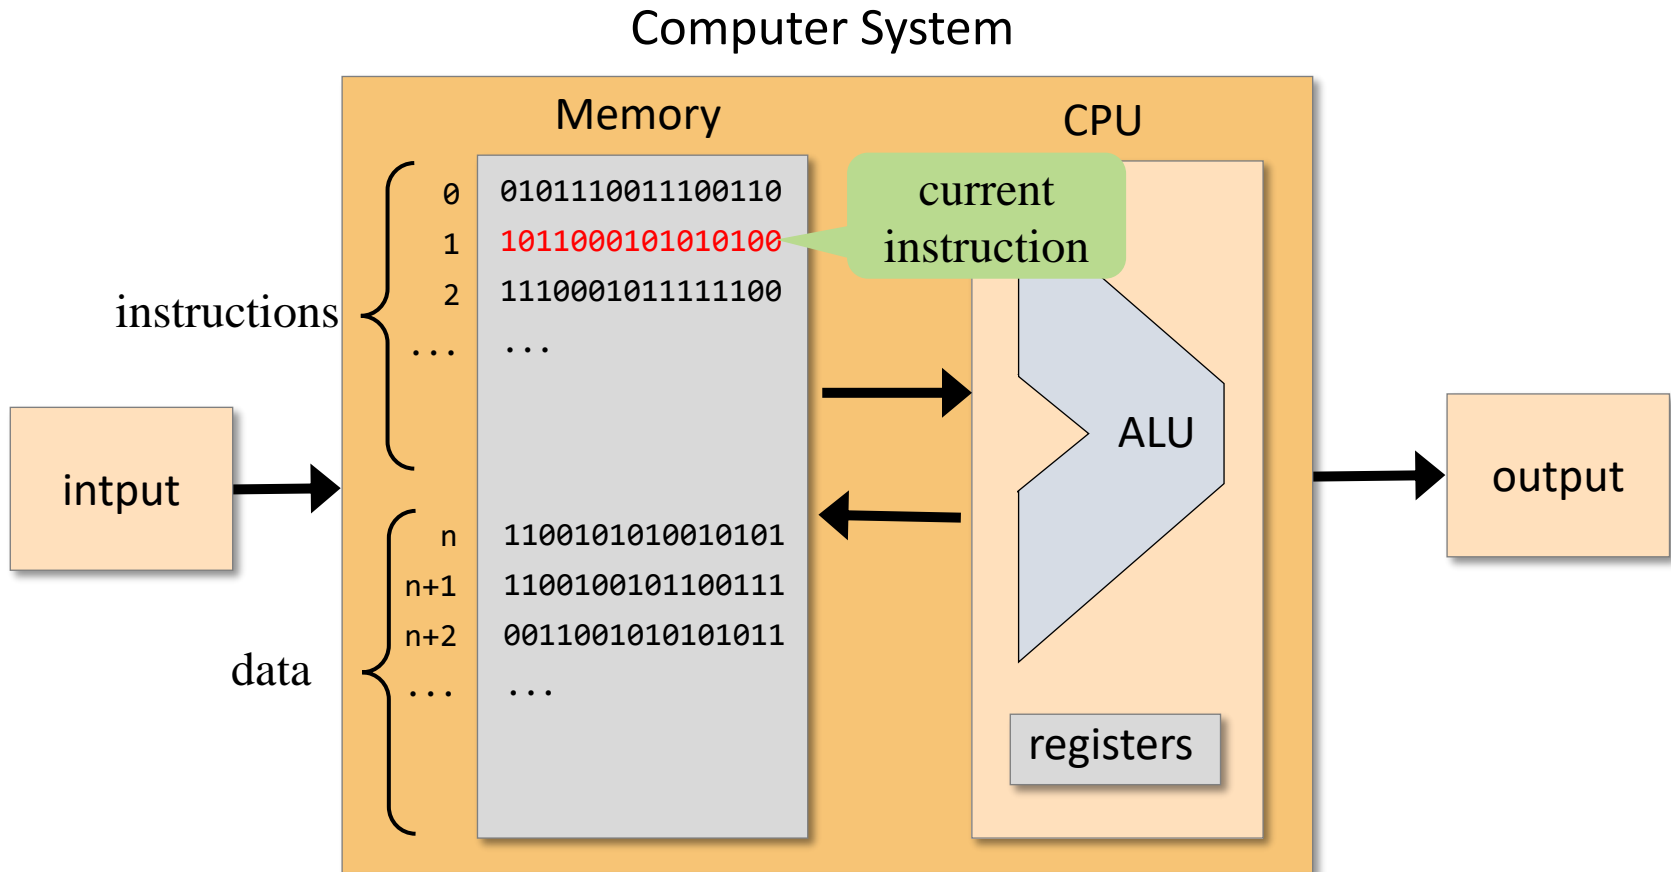 Computer System
Memory
CPU
0 0101110011100110
1 1011000101010100
2 1110001011111100
... ...
current
instruction
instructions
ALU
intput
output
n 1100101010010101
n+1 1100100101100111
n+2 0011001010101011
... ...
data
registers